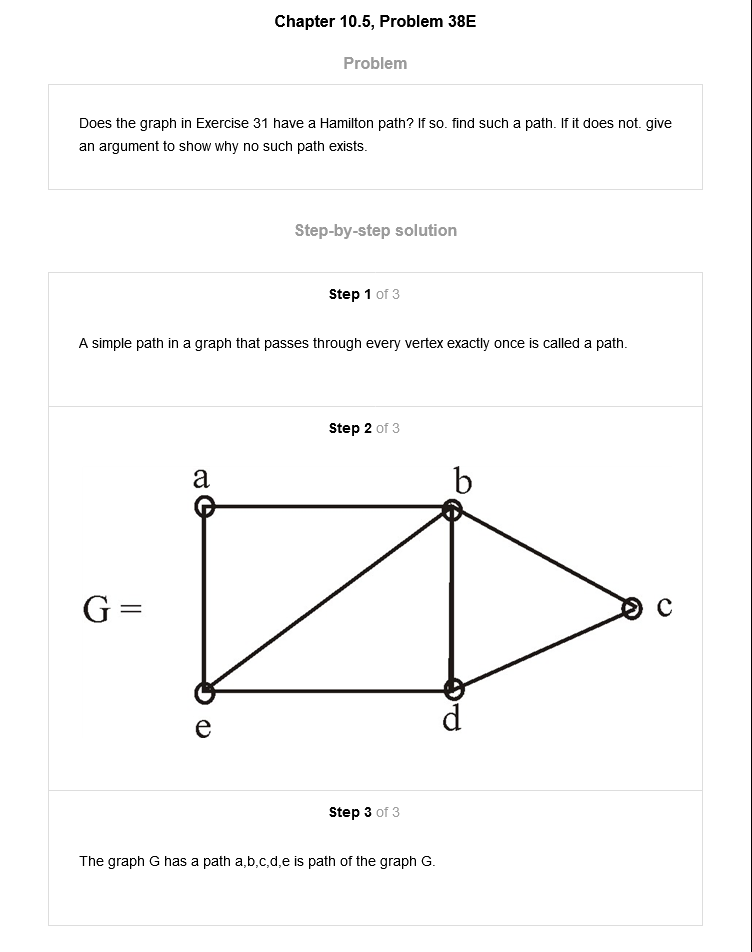 Chapter 10.5, Problem 38E
Problem
Does the graph in Exercise 31 have a Hamilton path? If so. find such a path. If it does not. give
an argument to show why no such path exists.
Step-by-step solution
Step 1 of 3
A simple path in a graph that passes through every vertex exactly once is called a path.
Step 2 of 3
a
b
G =
c
e
d
Step 3 of 3
The graph G has a path a,b,c,d,e is path of the graph G.